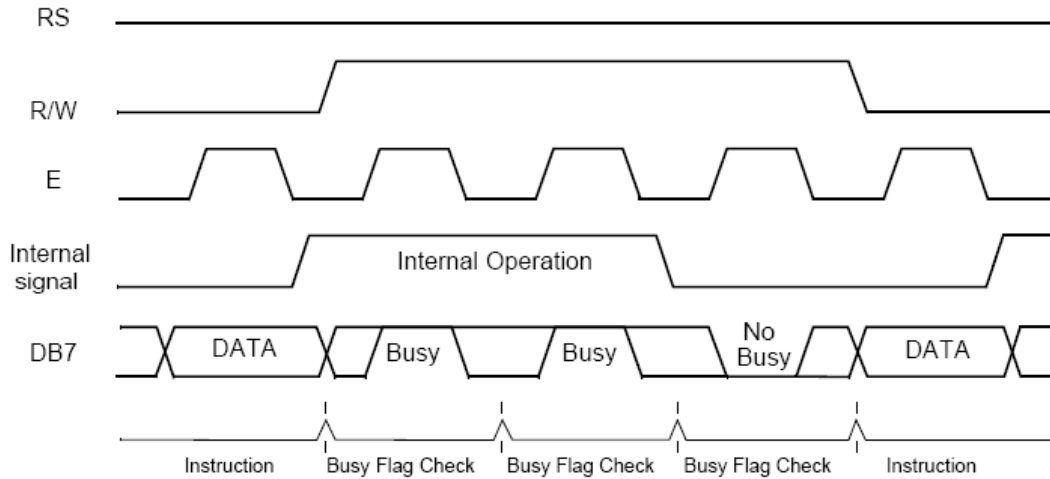 RS
R/W
E
Internal
signal
Internal Operation
DB7
DATA
Busy
Busy
No
Busy
DATA
Instruction
Busy Flag Check
Busy Flag Check
Busy Flag Check
Instruction